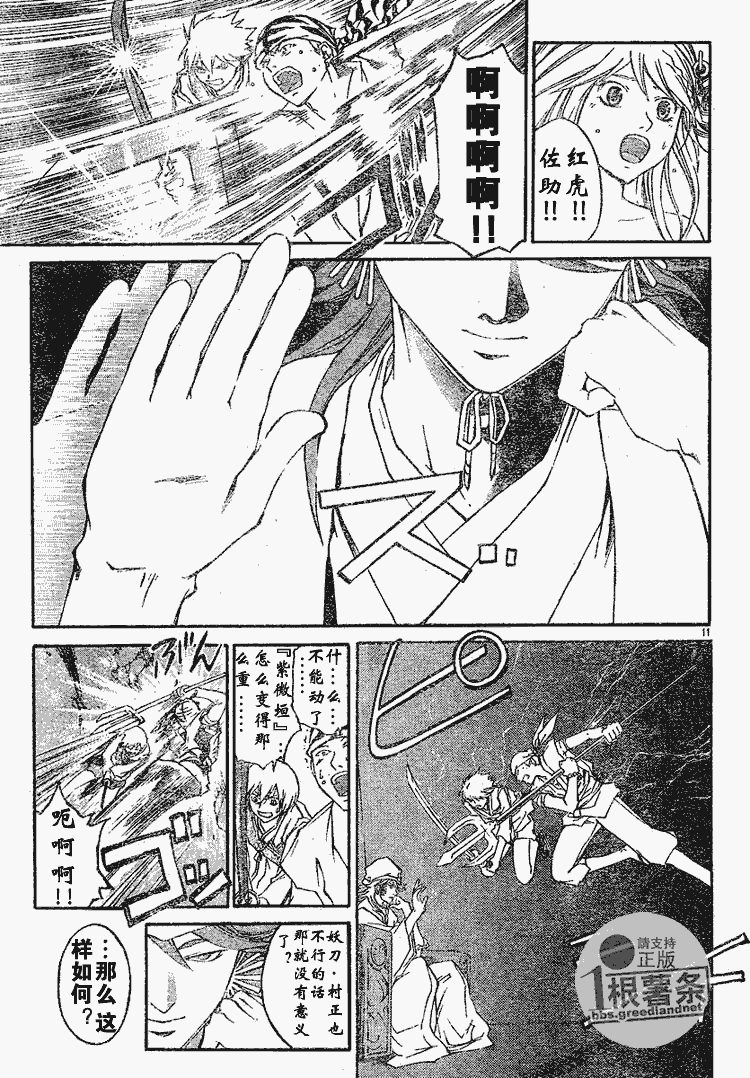 红虎!!
佐助!!
啊啊啊啊!!
ス…
11
ピ
什…么…
不能动了…
『紫微垣』…
怎么变得那
么重……
ぶん
ゴッ
呃啊啊!!
妖刀·村正也
不行的话
那就没有意义
了?
…那么这
样如何?
請支持
正版
1根薯条
bbs.greedland.net